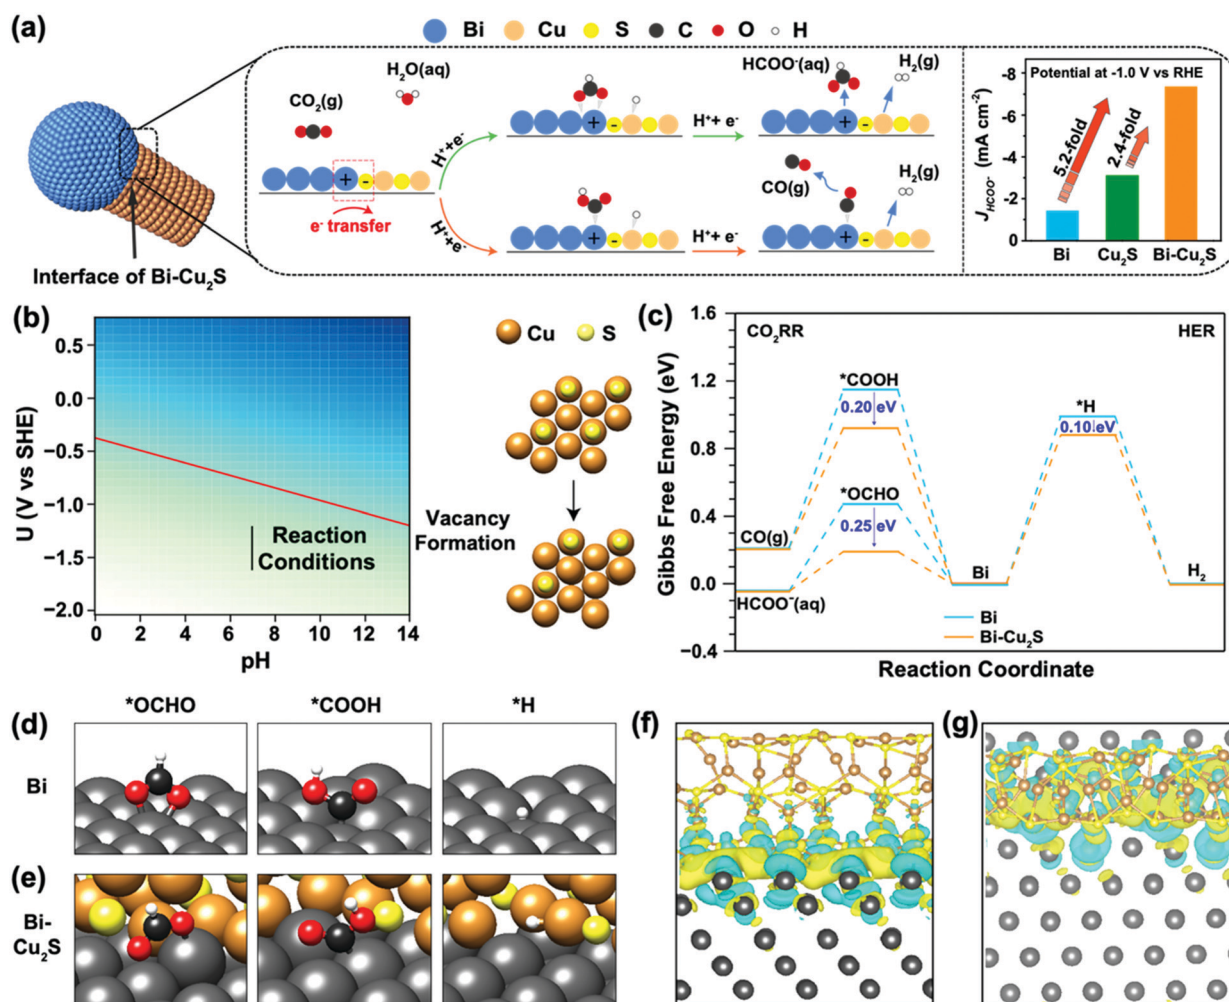 (a)
Bi Cu S C O H
CO₂(g)
H₂O(aq)
+ -
e⁻ transfer
H⁺+e⁻
H⁺+e⁻
+ -
+ -
H⁺+ e⁻
H⁺+ e⁻
HCOO⁻(aq)
H₂(g)
+ -
CO(g)
H₂(g)
+ -
Interface of Bi-Cu₂S
Potential at -1.0 V vs RHE
J_HCOO⁻ (mA cm⁻²)
-8
-6
-4
-2
0
5.2-fold
2.4-fold
Bi Cu₂S Bi-Cu₂S
(b)
U (V vs SHE)
0.5
0.0
−0.5
−1.0
−1.5
−2.0
Reaction
Conditions
0 2 4 6 8 10 12 14
pH
Cu S
Vacancy
Formation
(c)
Gibbs Free Energy (eV)
1.6
1.2
0.8
0.4
0.0
−0.4
CO₂RR
HER
*COOH
0.20 eV
*H
0.10 eV
*OCHO
0.25 eV
CO(g)
HCOO⁻(aq)
Bi
H₂
Bi
Bi-Cu₂S
Reaction Coordinate
(d)
*OCHO *COOH *H
Bi
(e)
Bi-
Cu₂S
(f)
(g)